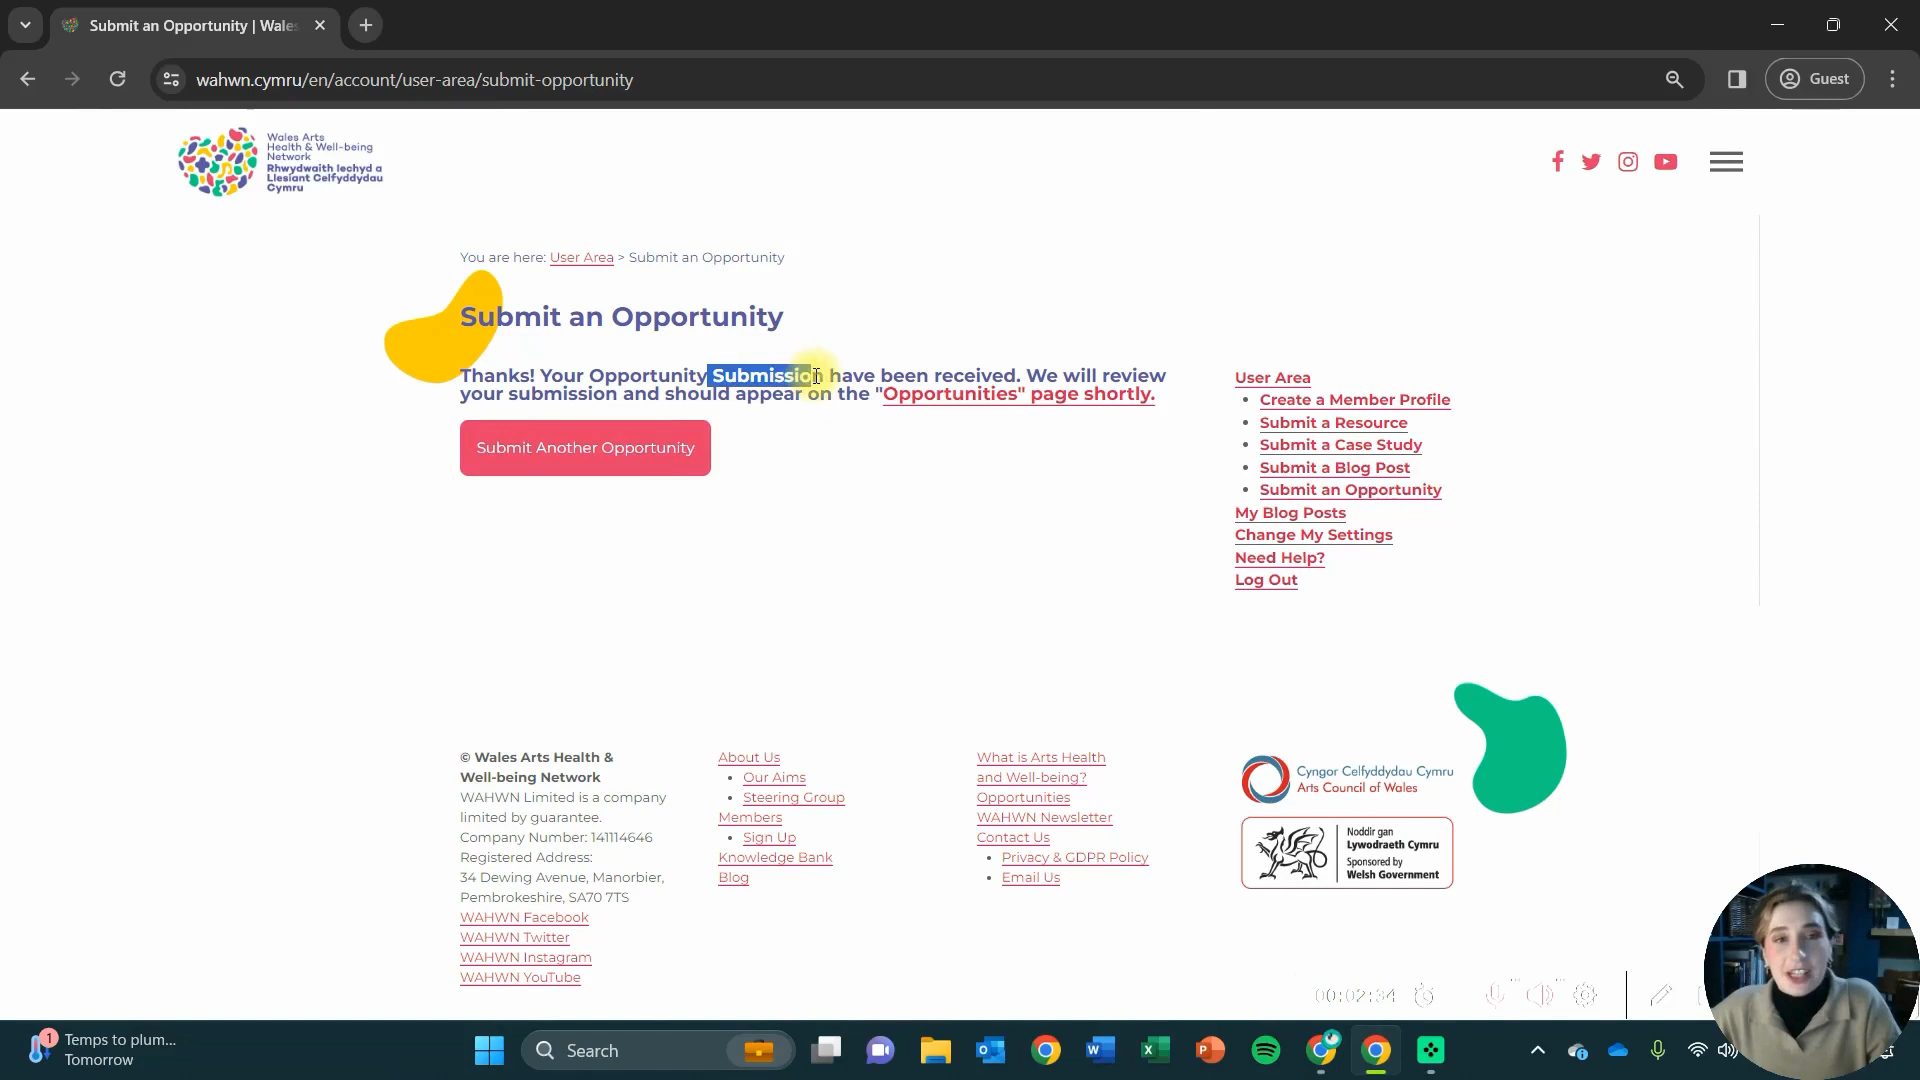 Submit an Opportunity | Wales
wahwn.cymru/en/account/user-area/submit-opportunity
Guest
Wales Arts
Health & Well-being
Network
Rhwydwaith Iechyd a
Llesiant Celfyddydau
Cymru
You are here: User Area > Submit an Opportunity
Submit an Opportunity
Thanks! Your Opportunity Submission have been received. We will review
your submission and should appear on the "Opportunities" page shortly.
Submit Another Opportunity
User Area
Create a Member Profile
Submit a Resource
Submit a Case Study
Submit a Blog Post
Submit an Opportunity
My Blog Posts
Change My Settings
Need Help?
Log Out
© Wales Arts Health &
Well-being Network
WAHWN Limited is a company
limited by guarantee.
Company Number: 141114646
Registered Address:
34 Dewing Avenue, Manorbier,
Pembrokeshire, SA70 7TS
WAHWN Facebook
WAHWN Twitter
WAHWN Instagram
WAHWN YouTube
About Us
Our Aims
Steering Group
Members
Sign Up
Knowledge Bank
Blog
What is Arts Health
and Well-being?
Opportunities
WAHWN Newsletter
Contact Us
Privacy & GDPR Policy
Email Us
Cyngor Celfyddydau Cymru
Arts Council of Wales
Noddir gan
Lywodraeth Cymru
Sponsored by
Welsh Government
00:02:34
1
Temps to plum...
Tomorrow
Search